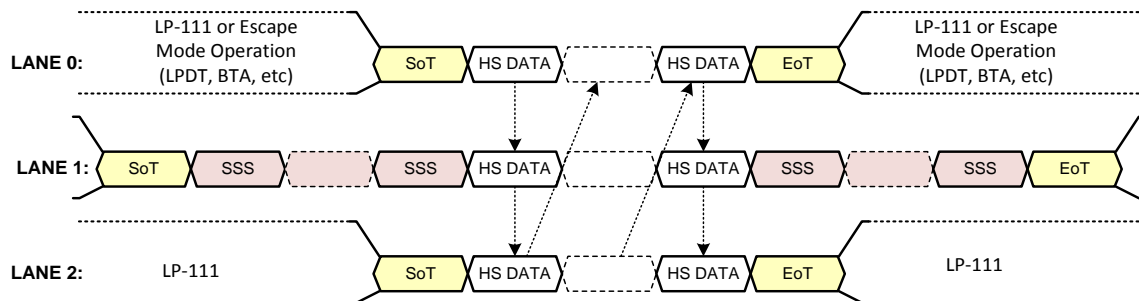 LP-111 or Escape
Mode Operation
(LPDT, BTA, etc)
LP-111 or Escape
Mode Operation
(LPDT, BTA, etc)
LANE 0:
SoT
HS DATA
HS DATA
EoT
LANE 1:
SoT
SSS
SSS
HS DATA
HS DATA
SSS
SSS
EoT
LANE 2:
LP-111
SoT
HS DATA
HS DATA
EoT
LP-111